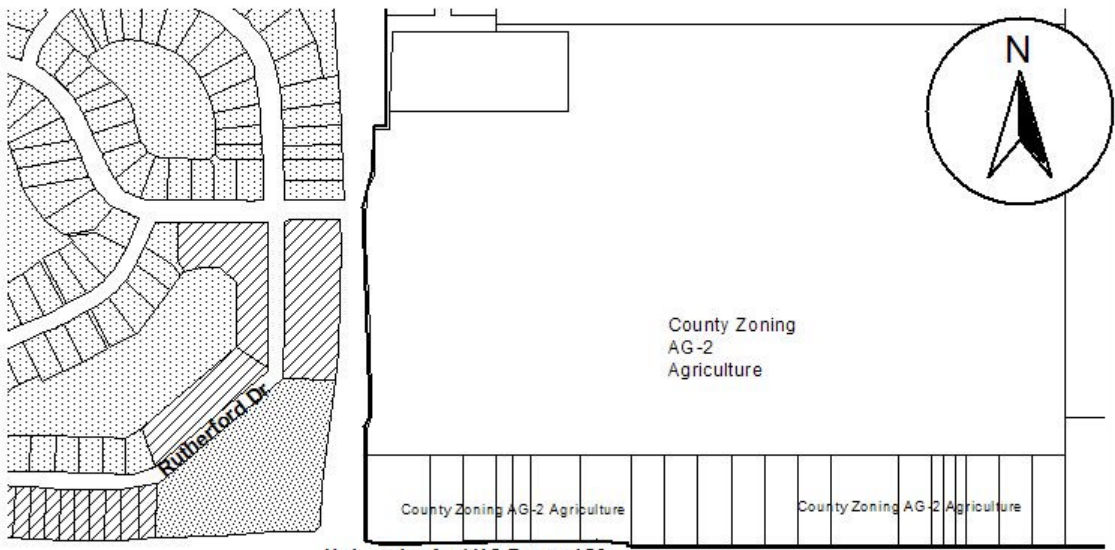 N
County Zoning
AG-2
Agriculture
Rutherford Dr.
County Zoning AG-2 Agriculture
County Zoning AG-2 Agriculture